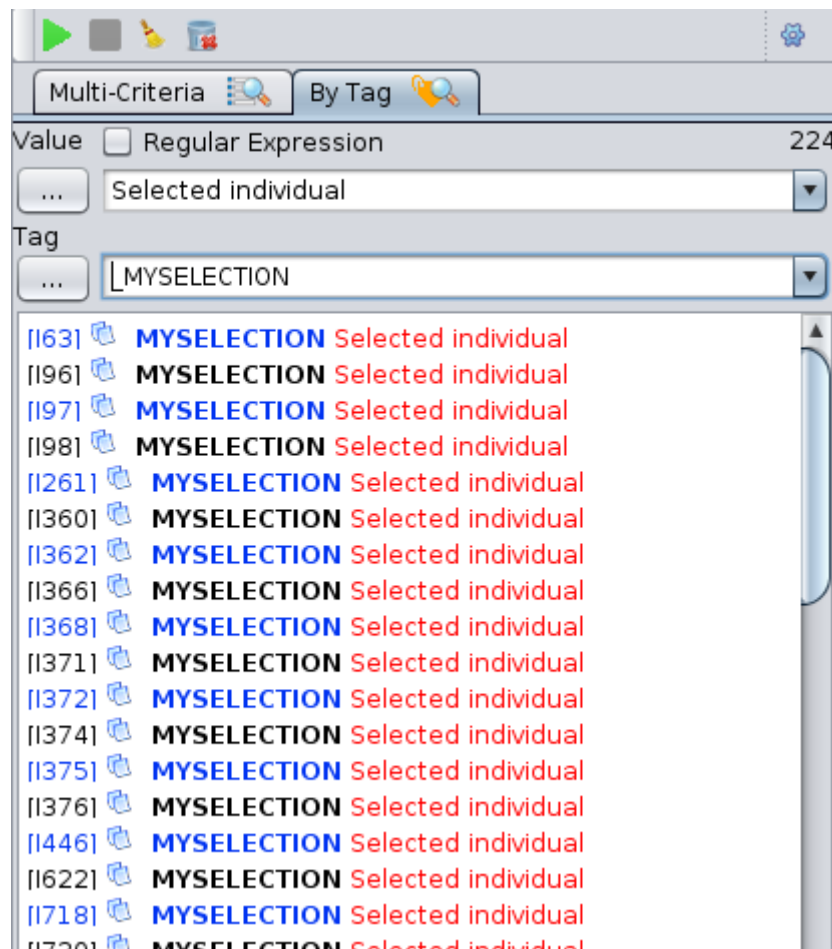 Multi-Criteria By Tag
Value Regular Expression 224
... Selected individual
Tag
... _MYSELECTION
[I63] MYSELECTION Selected individual
[I96] MYSELECTION Selected individual
[I97] MYSELECTION Selected individual
[I98] MYSELECTION Selected individual
[I261] MYSELECTION Selected individual
[I360] MYSELECTION Selected individual
[I362] MYSELECTION Selected individual
[I366] MYSELECTION Selected individual
[I368] MYSELECTION Selected individual
[I371] MYSELECTION Selected individual
[I372] MYSELECTION Selected individual
[I374] MYSELECTION Selected individual
[I375] MYSELECTION Selected individual
[I376] MYSELECTION Selected individual
[I446] MYSELECTION Selected individual
[I622] MYSELECTION Selected individual
[I718] MYSELECTION Selected individual
MYSELECTION Selected individual